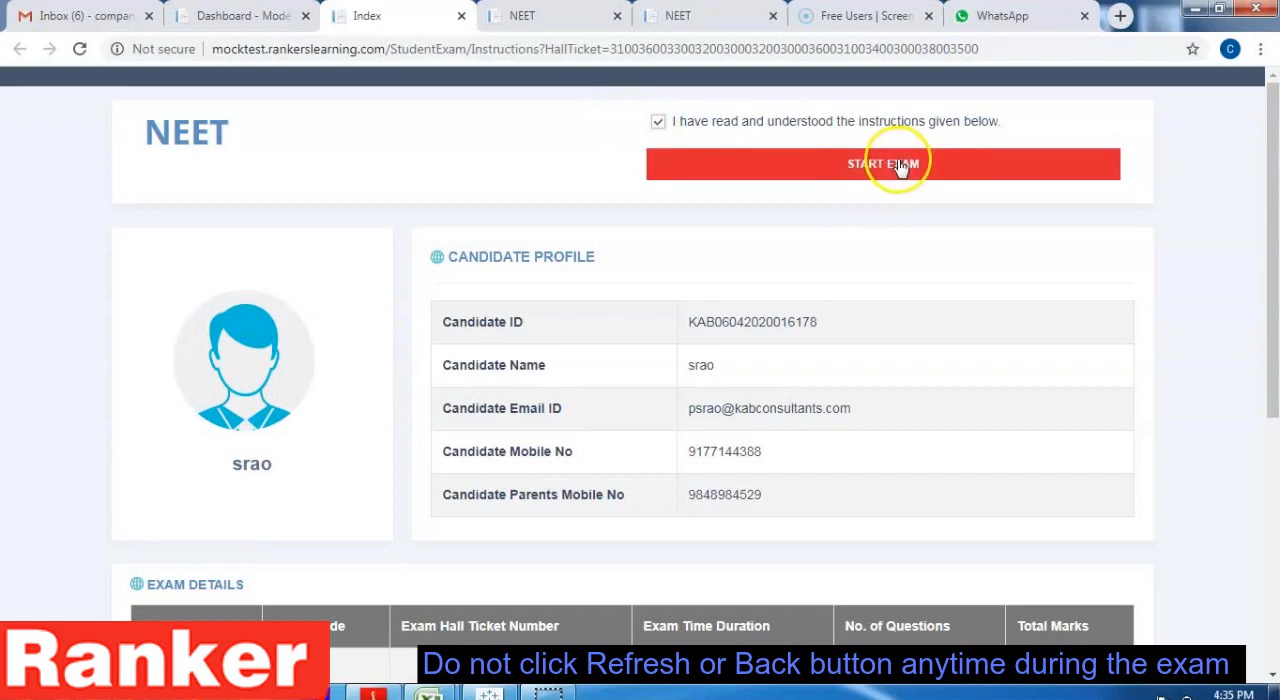 Inbox (6) - compan
Dashboard - Mode
Index
NEET
NEET
Free Users | Screen
WhatsApp
Not secure | mocktest.rankerslearning.com/StudentExam/Instructions?HallTicket=3100360033003200300032003000360031003400300038003500
NEET
I have read and understood the instructions given below.
START EXAM
CANDIDATE PROFILE
Candidate ID KAB06042020016178
Candidate Name srao
Candidate Email ID psrao@kabconsultants.com
Candidate Mobile No 9177144388
Candidate Parents Mobile No 9848984529
srao
EXAM DETAILS
de Exam Hall Ticket Number Exam Time Duration No. of Questions Total Marks
Ranker
Do not click Refresh or Back button anytime during the exam
4:35 PM